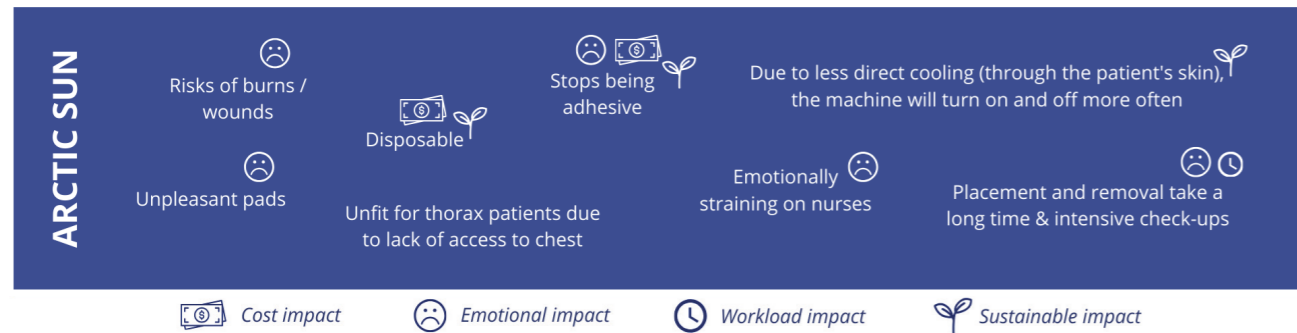 ARCTIC SUN
Risks of burns /
wounds
Disposable
Stops being
adhesive
Due to less direct cooling (through the patient's skin),
the machine will turn on and off more often
Unpleasant pads
Unfit for thorax patients due
to lack of access to chest
Emotionally
straining on nurses
Placement and removal take a
long time & intensive check-ups
Cost impact
Emotional impact
Workload impact
Sustainable impact